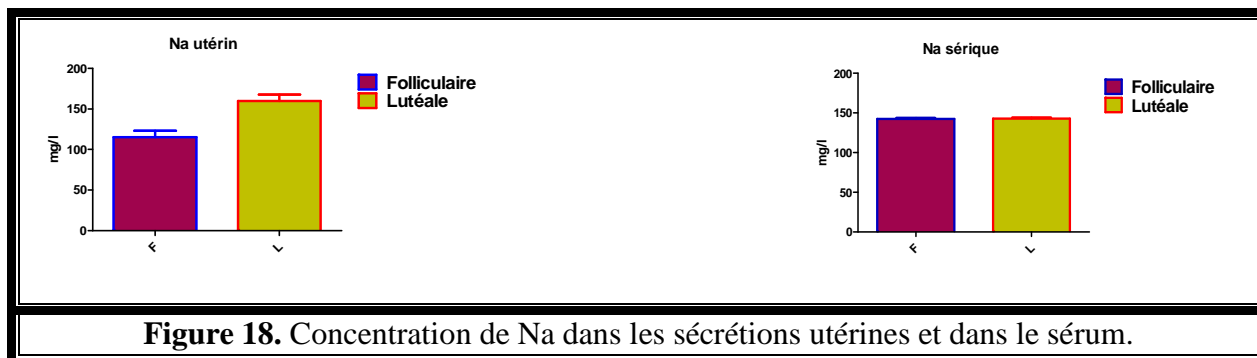 Na utérin
200
150
100
50
0
mg/l
F
L
Folliculaire
Lutéale
Na sérique
200
150
100
50
0
mg/l
F
L
Folliculaire
Lutéale
Figure 18. Concentration de Na dans les sécrétions utérines et dans le sérum.